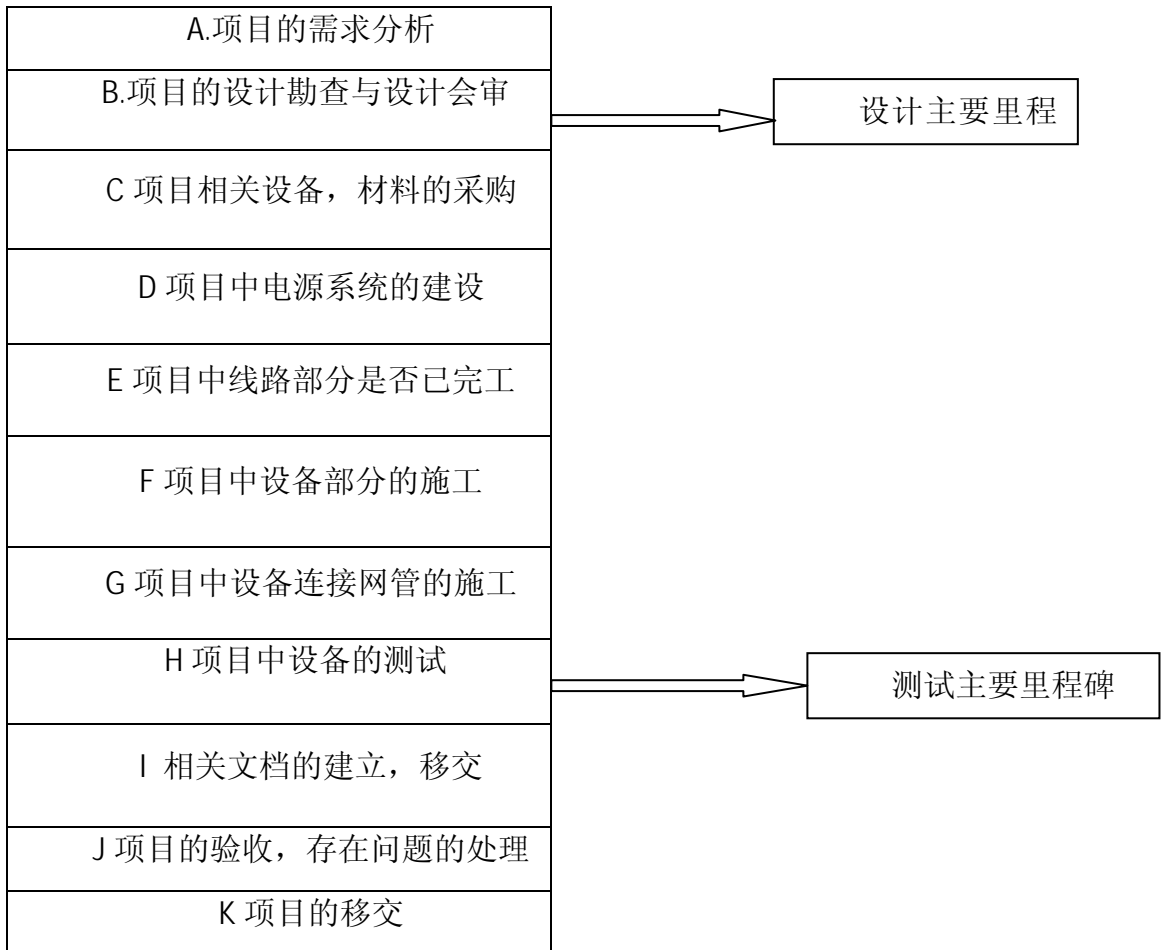 A.项目的需求分析
B.项目的设计勘查与设计会审
设计主要里程
C 项目相关设备，材料的采购
D 项目中电源系统的建设
E 项目中线路部分是否已完工
F 项目中设备部分的施工
G 项目中设备连接网管的施工
H 项目中设备的测试
测试主要里程碑
I 相关文档的建立，移交
J 项目的验收，存在问题的处理
K 项目的移交